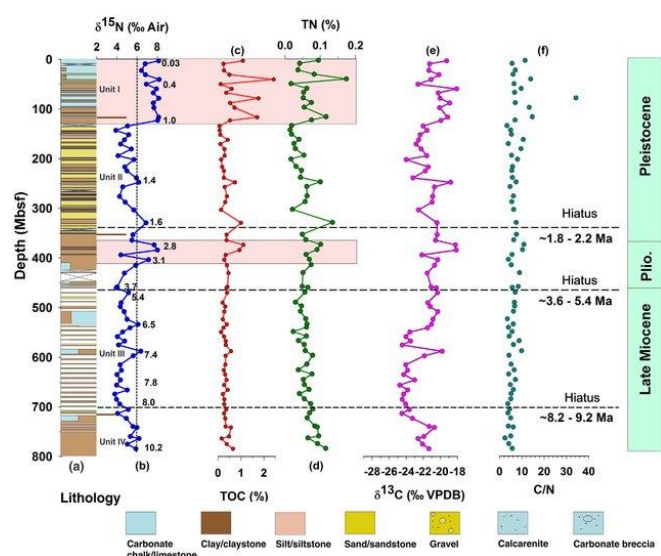 δ15N (‰ Air)
TN (%)
2 4 6 8
0.0 0.1 0.2
(c)
(e)
(f)
0
100
200
300
400
500
600
700
800
Depth (Mbsf)
Unit I
Unit II
Unit III
Unit IV
0.03
0.4
1.0
1.4
1.6
2.8
3.1
3.7
5.4
6.5
7.4
7.8
8.0
10.2
Hiatus
~1.8 - 2.2 Ma
Hiatus
~3.6 - 5.4 Ma
Hiatus
~8.2 - 9.2 Ma
Pleistocene
Plio.
Late Miocene
(a)
(b)
(d)
0 1 2
-28 -26 -24 -22 -20 -18
0 10 20 30 40
Lithology
TOC (%)
δ13C (‰ VPDB)
C/N
Carbonate chalk/limestone
Clay/claystone
Silt/siltstone
Sand/sandstone
Gravel
Calcarenite
Carbonate breccia